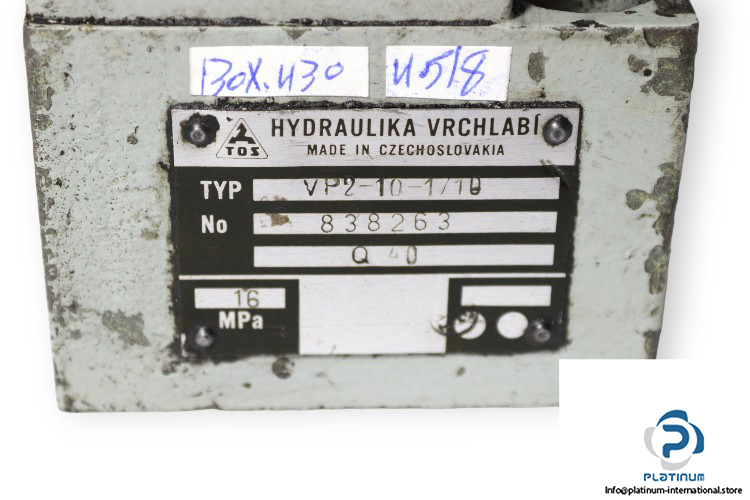 BOX.430
4518
HYDRAULIKA VRCHLABÍ
TOS
MADE IN CZECHOSLOVAKIA
TYP VP2-10-1/10
No 838263
Q 40
16
MPa
PLATINUM
Info@platinum-international.store